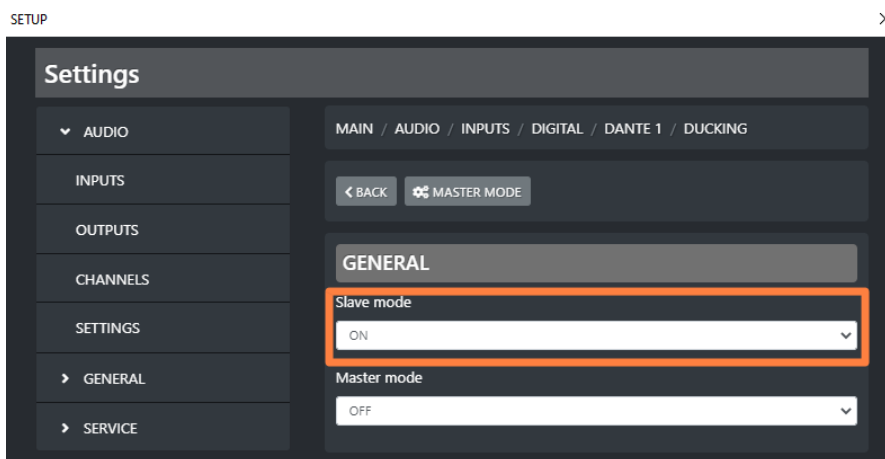 SETUP
Settings
AUDIO
INPUTS
OUTPUTS
CHANNELS
SETTINGS
GENERAL
SERVICE
MAIN / AUDIO / INPUTS / DIGITAL / DANTE 1 / DUCKING
BACK MASTER MODE
GENERAL
Slave mode
ON
Master mode
OFF